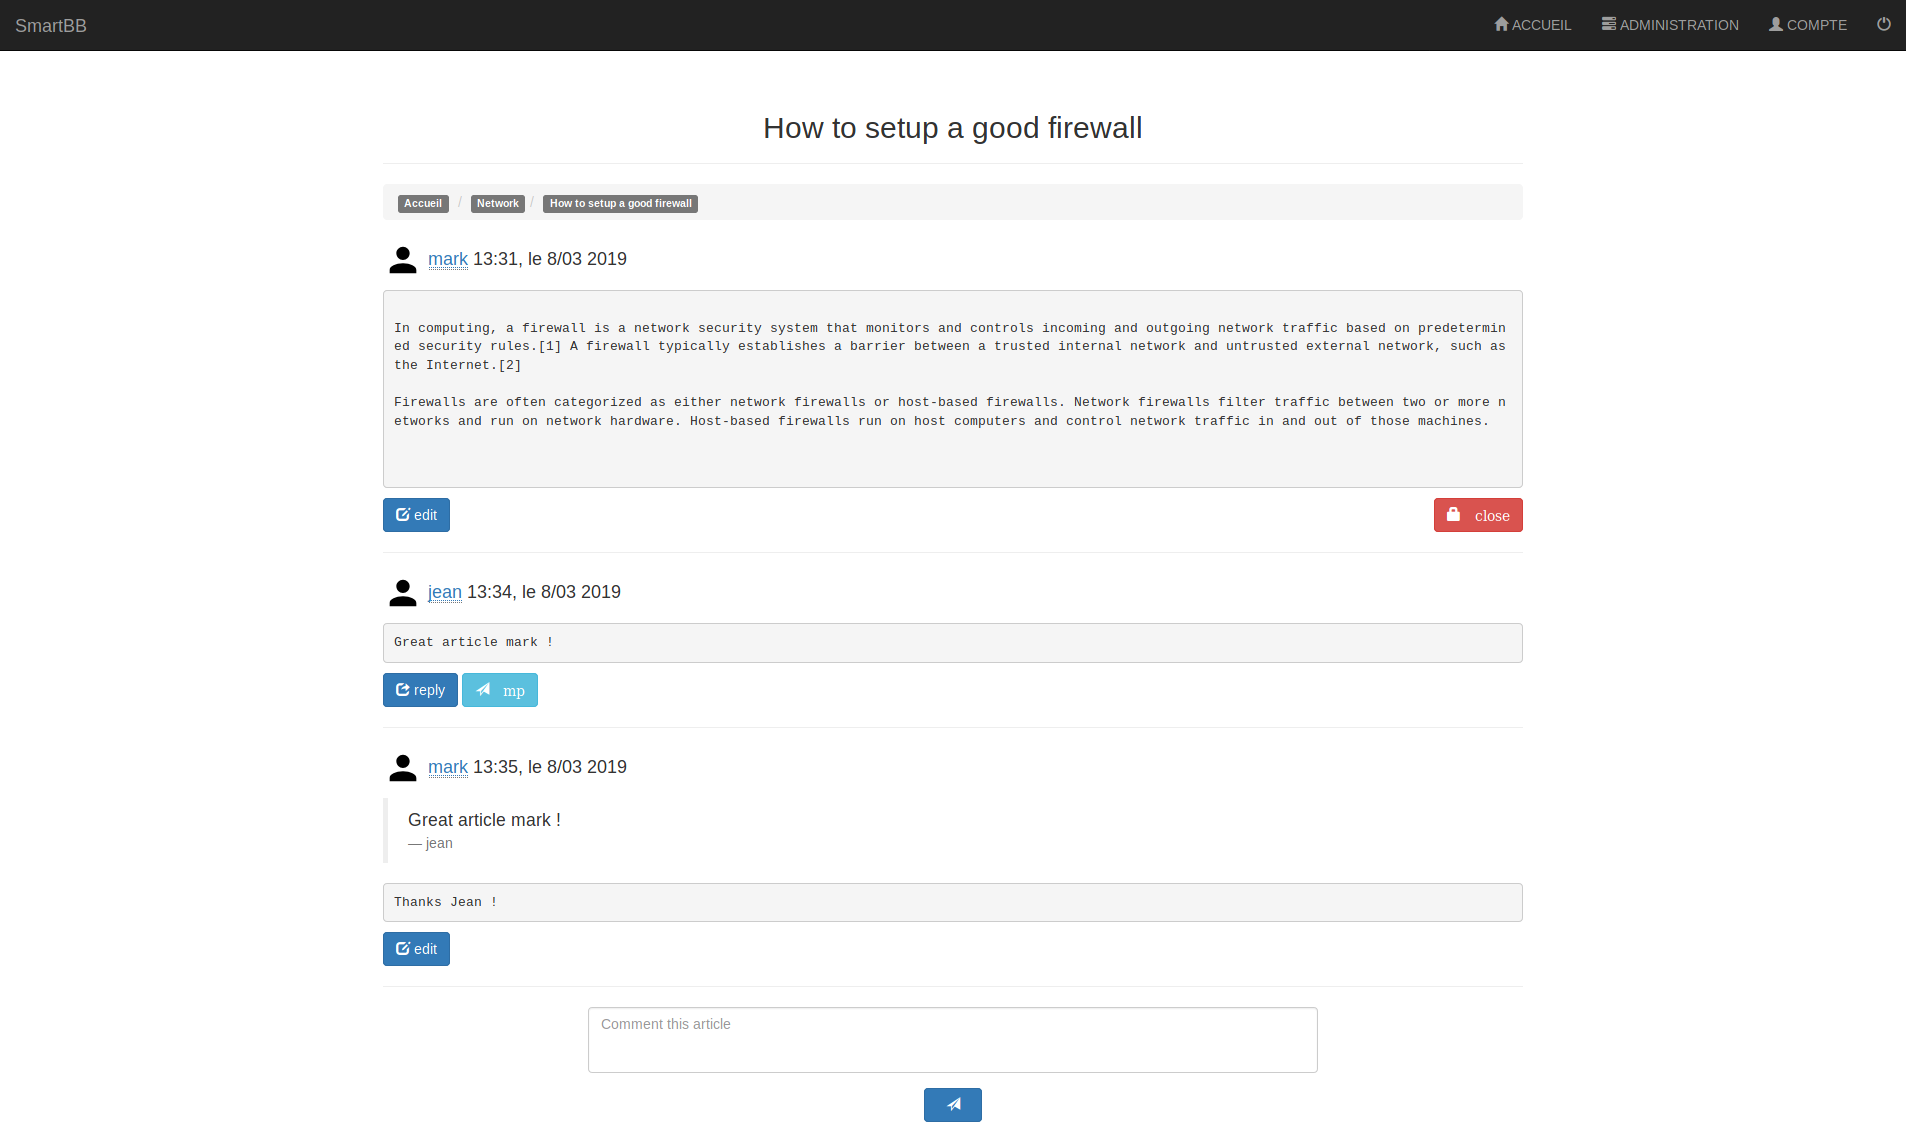 SmartBB
ACCUEIL ADMINISTRATION COMPTE
How to setup a good firewall
Accueil / Network / How to setup a good firewall
mark 13:31, le 8/03 2019
In computing, a firewall is a network security system that monitors and controls incoming and outgoing network traffic based on predetermin
ed security rules.[1] A firewall typically establishes a barrier between a trusted internal network and untrusted external network, such as
the Internet.[2]
Firewalls are often categorized as either network firewalls or host-based firewalls. Network firewalls filter traffic between two or more n
etworks and run on network hardware. Host-based firewalls run on host computers and control network traffic in and out of those machines.
edit
close
jean 13:34, le 8/03 2019
Great article mark !
reply mp
mark 13:35, le 8/03 2019
Great article mark !
— jean
Thanks Jean !
edit
Comment this article